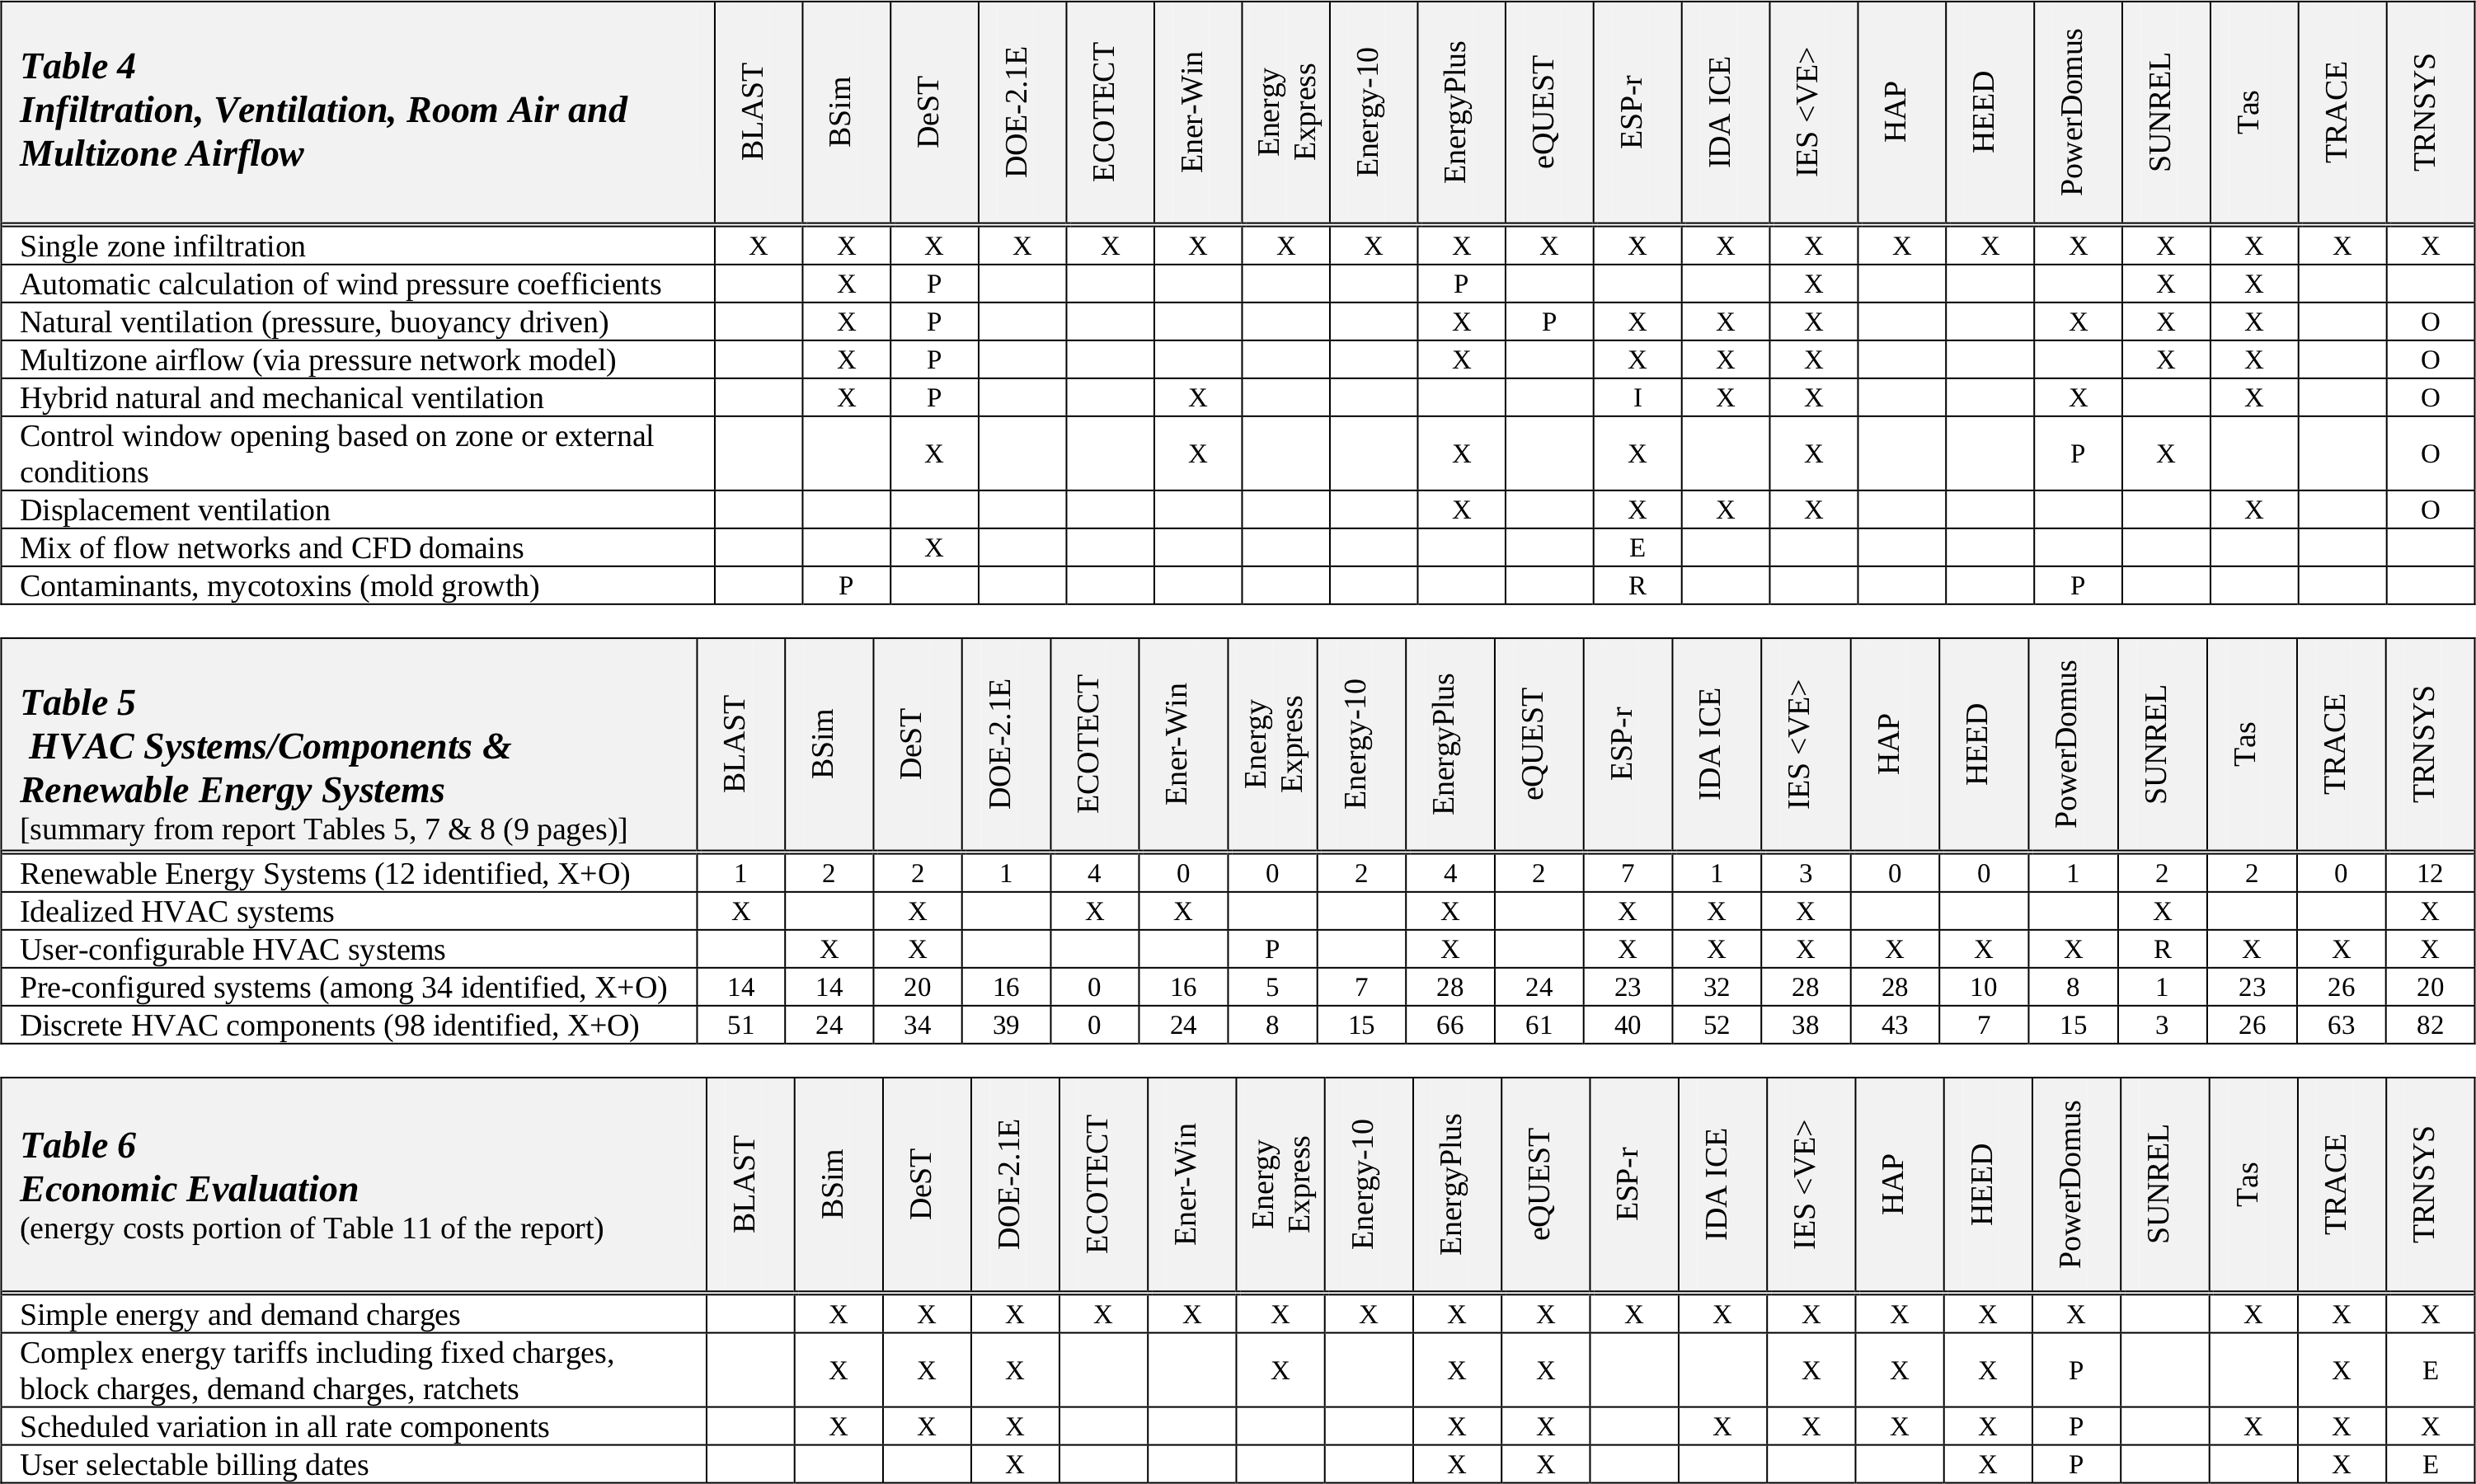 Table 4
Infiltration, Ventilation, Room Air and
Multizone Airflow
BLAST BSim DeST DOE-2.1E ECOTECT Ener-Win Energy Express Energy-10 EnergyPlus eQUEST ESP-r IDA ICE IES <VE> HAP HEED PowerDomus SUNREL Tas TRACE TRNSYS
Single zone infiltration X X X X X X X X X X X X X X X X X X X X
Automatic calculation of wind pressure coefficients X P P X X X
Natural ventilation (pressure, buoyancy driven) X P X P X X X X X X O
Multizone airflow (via pressure network model) X P X X X X X X O
Hybrid natural and mechanical ventilation X P X I X X X X O
Control window opening based on zone or external
conditions X X X X X P X O
Displacement ventilation X X X X X O
Mix of flow networks and CFD domains X E
Contaminants, mycotoxins (mold growth) P R P
Table 5
HVAC Systems/Components &
Renewable Energy Systems
[summary from report Tables 5, 7 & 8 (9 pages)]
BLAST BSim DeST DOE-2.1E ECOTECT Ener-Win Energy Express Energy-10 EnergyPlus eQUEST ESP-r IDA ICE IES <VE> HAP HEED PowerDomus SUNREL Tas TRACE TRNSYS
Renewable Energy Systems (12 identified, X+O) 1 2 2 1 4 0 0 2 4 2 7 1 3 0 0 1 2 2 0 12
Idealized HVAC systems X X X X X X X X X X
User-configurable HVAC systems X X P X X X X X X X R X X X
Pre-configured systems (among 34 identified, X+O) 14 14 20 16 0 16 5 7 28 24 23 32 28 28 10 8 1 23 26 20
Discrete HVAC components (98 identified, X+O) 51 24 34 39 0 24 8 15 66 61 40 52 38 43 7 15 3 26 63 82
Table 6
Economic Evaluation
(energy costs portion of Table 11 of the report)
BLAST BSim DeST DOE-2.1E ECOTECT Ener-Win Energy Express Energy-10 EnergyPlus eQUEST ESP-r IDA ICE IES <VE> HAP HEED PowerDomus SUNREL Tas TRACE TRNSYS
Simple energy and demand charges X X X X X X X X X X X X X X X X X X
Complex energy tariffs including fixed charges,
block charges, demand charges, ratchets X X X X X X X X X P X E
Scheduled variation in all rate components X X X X X X X X X P X X X
User selectable billing dates X X X X P X E